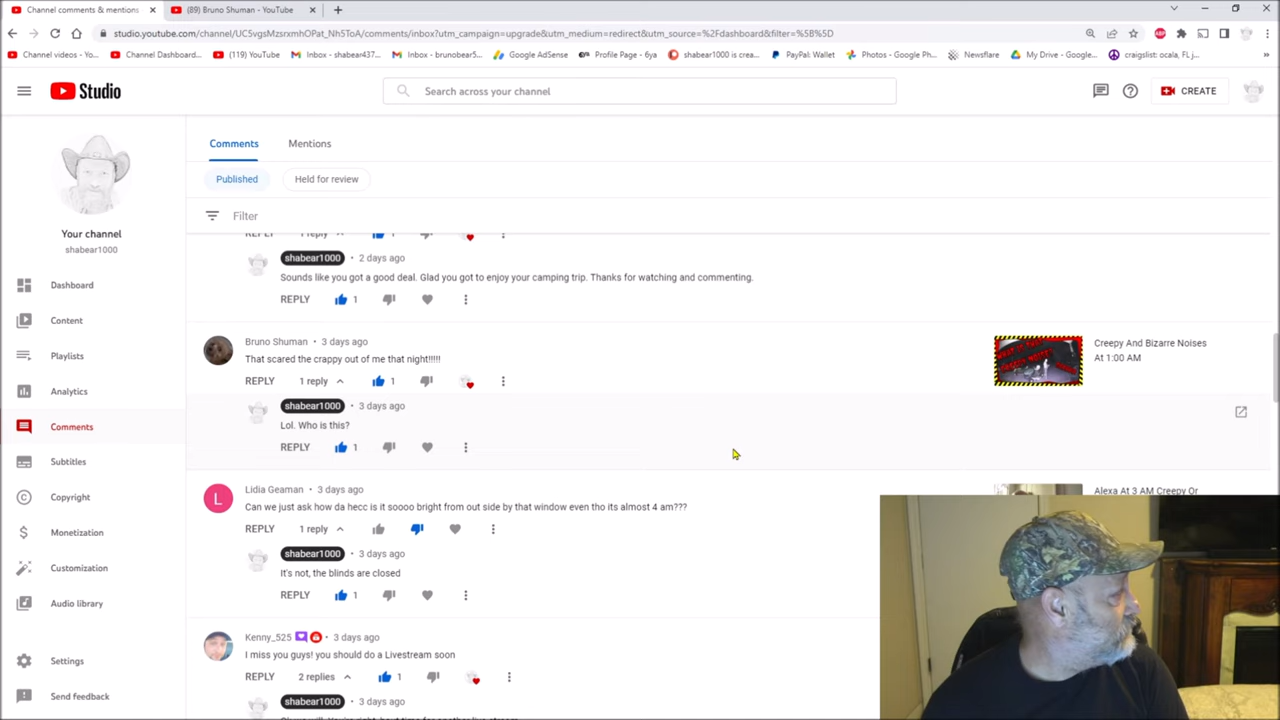 Channel comments & mentions
(89) Bruno Shuman - YouTube
studio.youtube.com/channel/UC5vgsMzsrxmhOPat_Nh5ToA/comments/inbox?utm_campaign=upgrade&utm_medium=redirect&utm_source=%2Fdashboard&filter=%5B%5D
Channel videos - Yo...
Channel Dashboard...
(119) YouTube
Inbox - shabear437...
Inbox - brunobear5...
Google AdSense
Profile Page - 6ya
shabear1000 is crea...
PayPal: Wallet
Photos - Google Ph...
Newsflare
My Drive - Google...
craigslist: ocala, FL j...
Studio
Search across your channel
CREATE
Comments
Mentions
Published
Held for review
Filter
Your channel
shabear1000
Dashboard
Content
Playlists
Analytics
Comments
Subtitles
Copyright
Monetization
Customization
Audio library
Settings
Send feedback
REPLY 1 reply 1
shabear1000 • 2 days ago
Sounds like you got a good deal. Glad you got to enjoy your camping trip. Thanks for watching and commenting.
REPLY 1
Bruno Shuman • 3 days ago
That scared the crappy out of me that night!!!!!
REPLY 1 reply 1
Creepy And Bizarre Noises
At 1:00 AM
shabear1000 • 3 days ago
Lol. Who is this?
REPLY 1
L
Lidia Geaman • 3 days ago
Can we just ask how da hecc is it soooo bright from out side by that window even tho its almost 4 am???
REPLY 1 reply
Alexa At 3 AM Creepy Or
shabear1000 • 3 days ago
It's not, the blinds are closed
REPLY 1
Kenny_525 • 3 days ago
I miss you guys! you should do a Livestream soon
REPLY 2 replies 1
shabear1000 • 3 days ago